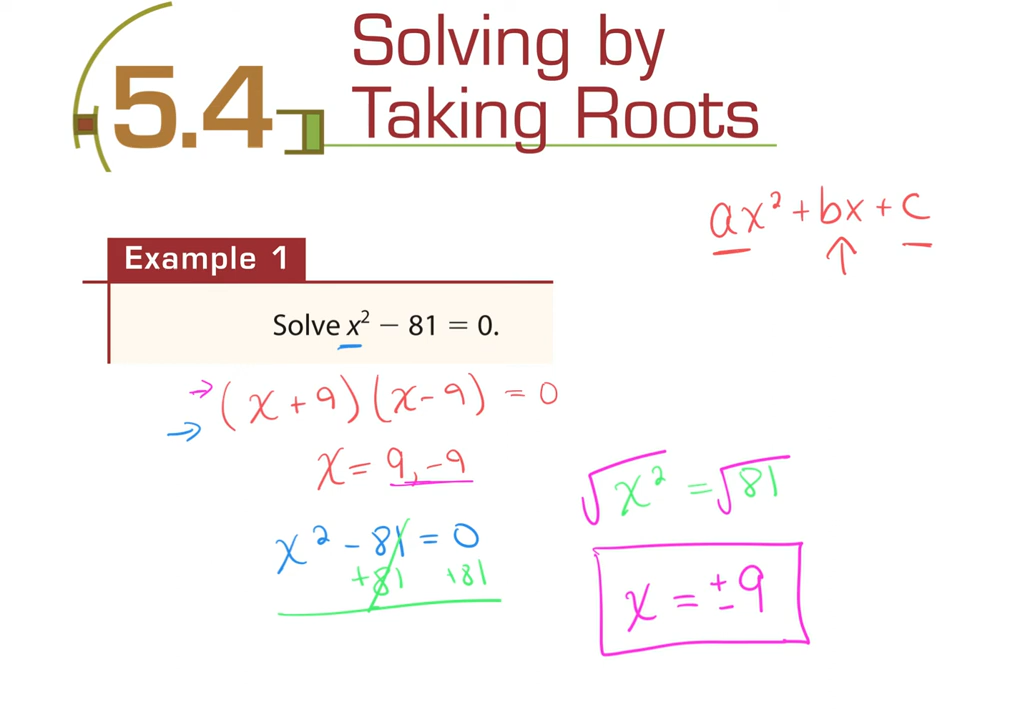 5.4
Solving by
Taking Roots
ax² + bx + c
Example 1
Solve x² − 81 = 0.
(x + 9)(x - 9) = 0
x = 9, -9
x² - 81 = 0
+81 +81
√x² = √81
x = ±9